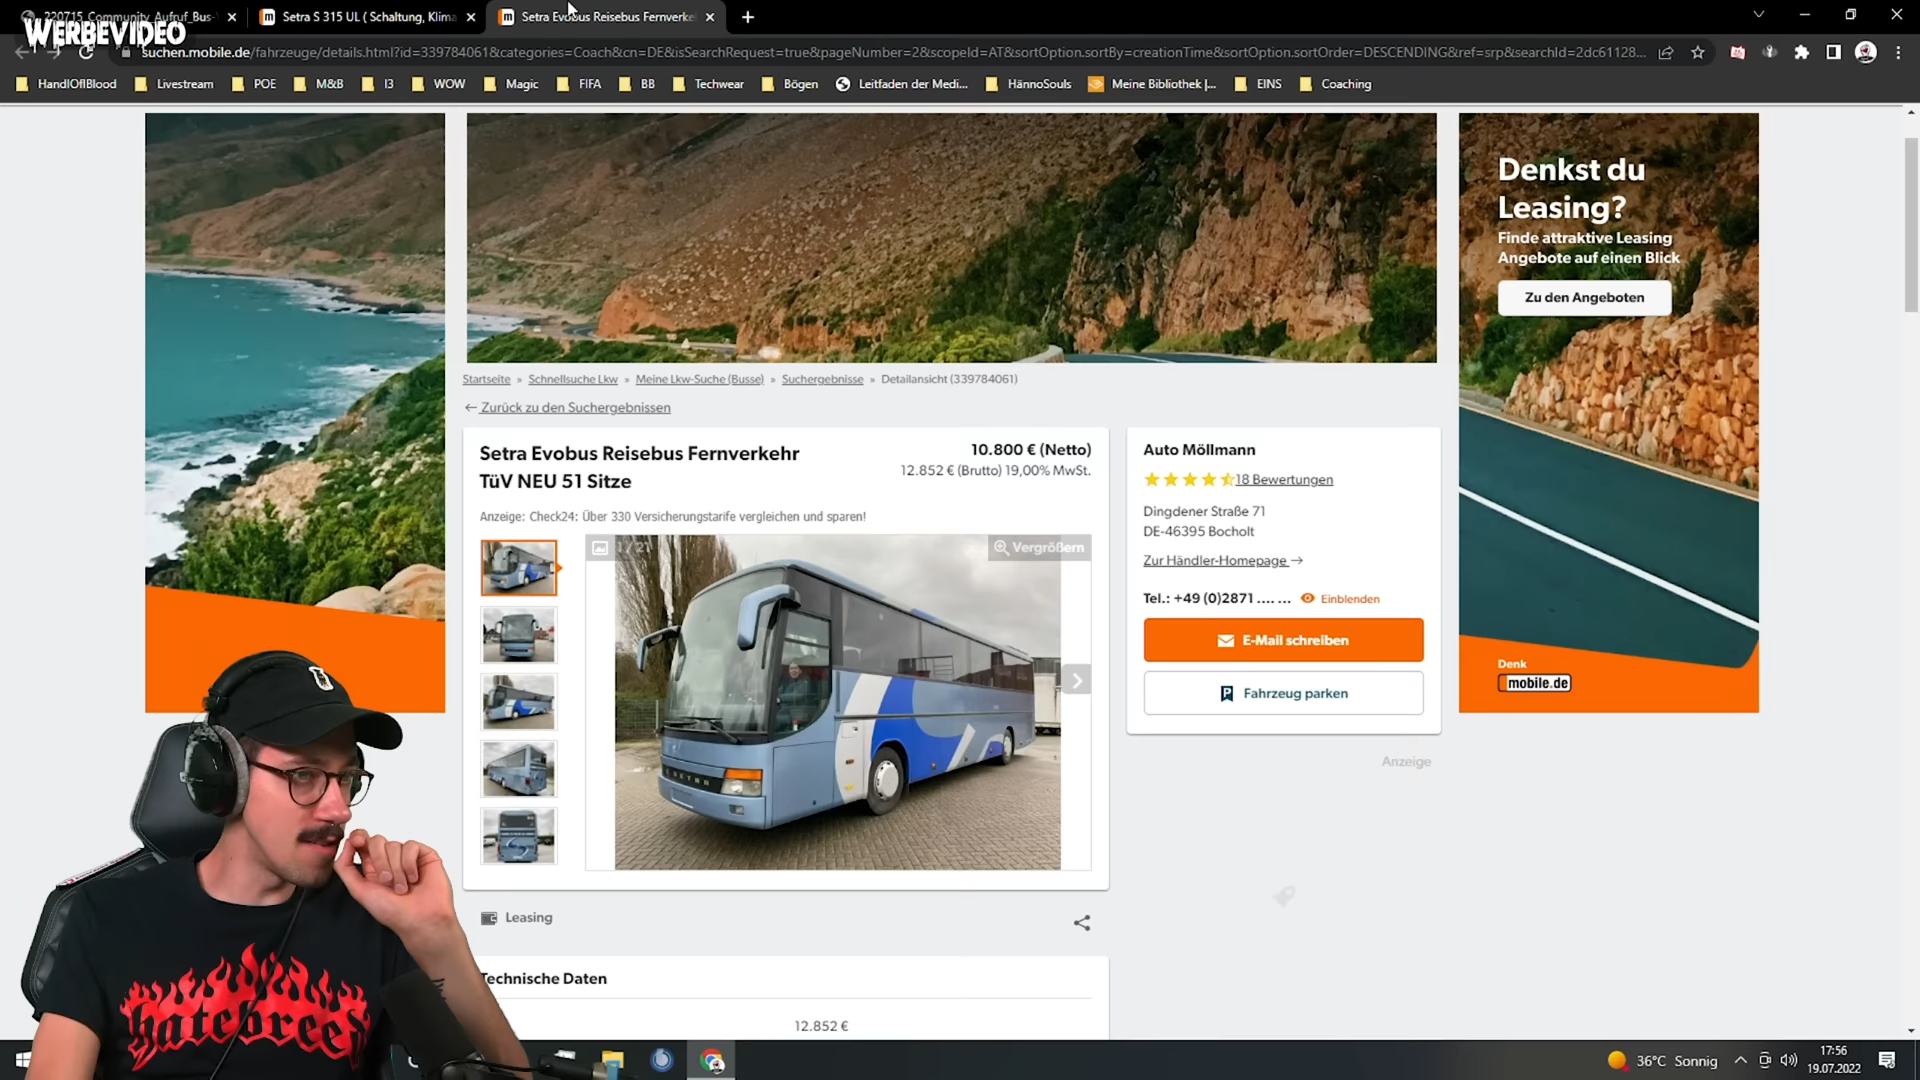 220715_Community_Aufruf_Bus-
Setra S 315 UL ( Schaltung, Klima
Setra Evobus Reisebus Fernverke
WERBEVIDEO
suchen.mobile.de/fahrzeuge/details.html?id=339784061&categories=Coach&cn=DE&isSearchRequest=true&pageNumber=2&scopeId=AT&sortOption.sortBy=creationTime&sortOption.sortOrder=DESCENDING&ref=srp&searchId=2dc61128...
HandIOfIBlood
Livestream
POE
M&B
I3
WOW
Magic
FIFA
BB
Techwear
Bögen
Leitfaden der Medi...
HännoSouls
Meine Bibliothek |...
EINS
Coaching
Denkst du
Leasing?
Finde attraktive Leasing
Angebote auf einen Blick
Zu den Angeboten
Denk
mobile.de
Startseite » Schnellsuche Lkw » Meine Lkw-Suche (Busse) » Suchergebnisse » Detailansicht (339784061)
← Zurück zu den Suchergebnissen
Setra Evobus Reisebus Fernverkehr
TüV NEU 51 Sitze
10.800 € (Netto)
12.852 € (Brutto) 19,00% MwSt.
Anzeige: Check24: Über 330 Versicherungstarife vergleichen und sparen!
1 / 21
Vergrößern
SETRA
Auto Möllmann
18 Bewertungen
Dingdener Straße 71
DE-46395 Bocholt
Zur Händler-Homepage →
Tel.: +49 (0)2871 .... ... Einblenden
E-Mail schreiben
Fahrzeug parken
Anzeige
Leasing
Technische Daten
12.852 €
hatebreed
36°C Sonnig
17:56
19.07.2022